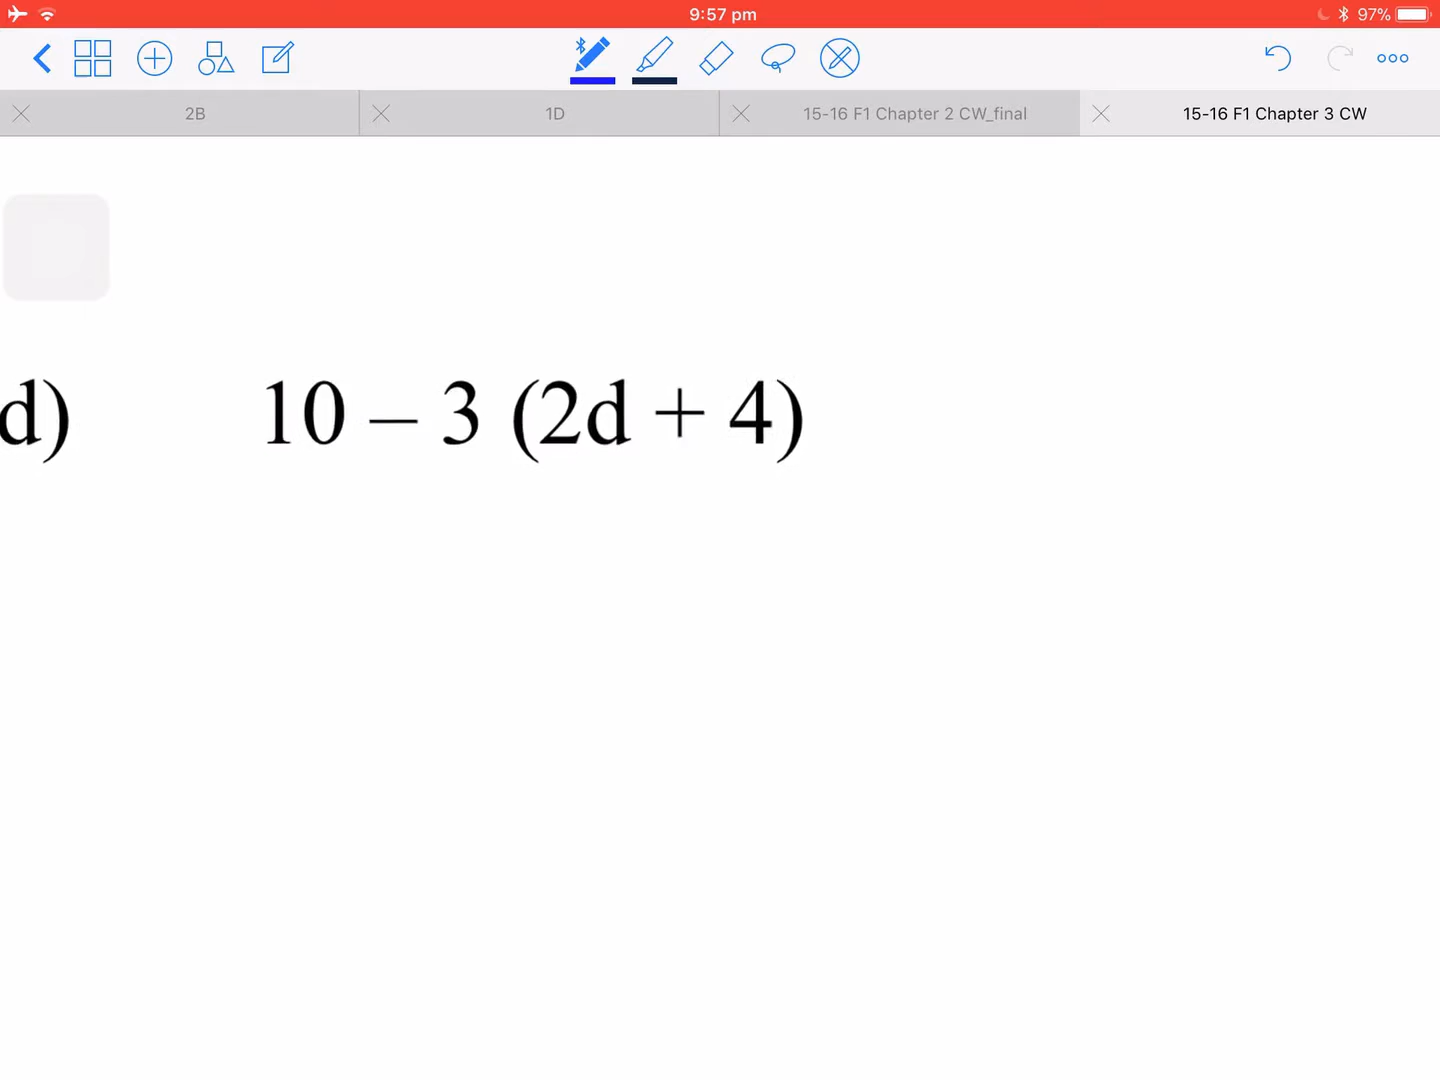 9:57 pm 97%
2B 1D 15-16 F1 Chapter 2 CW_final 15-16 F1 Chapter 3 CW
d) 10 – 3 (2d + 4)